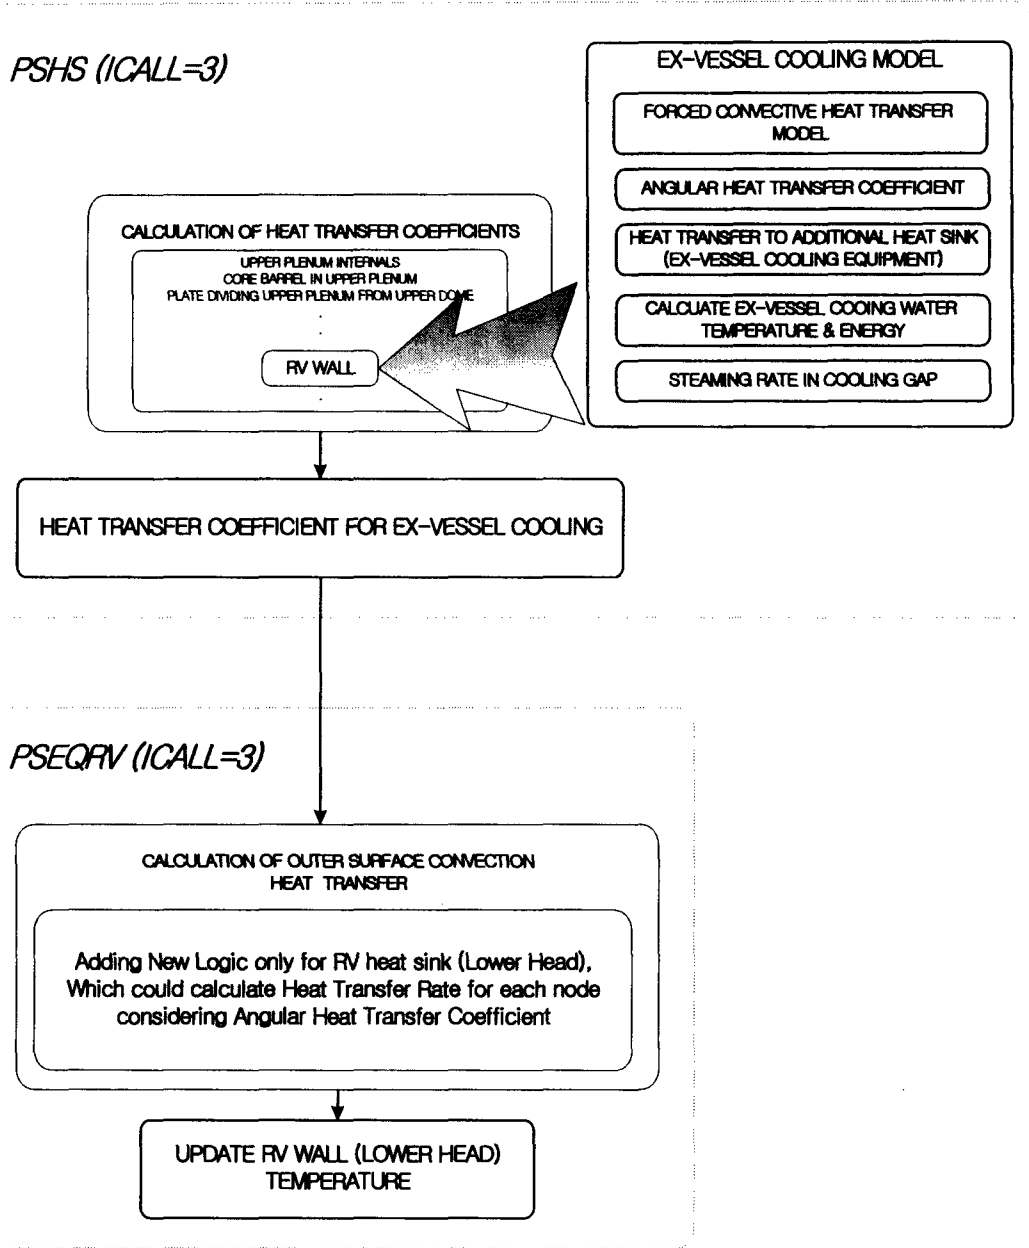 PSHS (ICALL=3)
EX-VESSEL COOLING MODEL
FORCED CONVECTIVE HEAT TRANSFER
MODEL
ANGULAR HEAT TRANSFER COEFFICIENT
HEAT TRANSFER TO ADDITIONAL HEAT SINK
(EX-VESSEL COOLING EQUIPMENT)
CALCUATE EX-VESSEL COOING WATER
TEMPERATURE & ENERGY
STEAMING RATE IN COOLING GAP
CALCULATION OF HEAT TRANSFER COEFFICIENTS
UPPER PLENUM INTERNALS
CORE BARREL IN UPPER PLENUM
PLATE DIVIDING UPPER PLENUM FROM UPPER DOME
.
.
.
RV WALL
.
.
HEAT TRANSFER COEFFICIENT FOR EX-VESSEL COOLING
PSEQRV (ICALL=3)
CALCULATION OF OUTER SURFACE CONVECTION
HEAT TRANSFER
Adding New Logic only for RV heat sink (Lower Head),
Which could calculate Heat Transfer Rate for each node
considering Angular Heat Transfer Coefficient
UPDATE RV WALL (LOWER HEAD)
TEMPERATURE